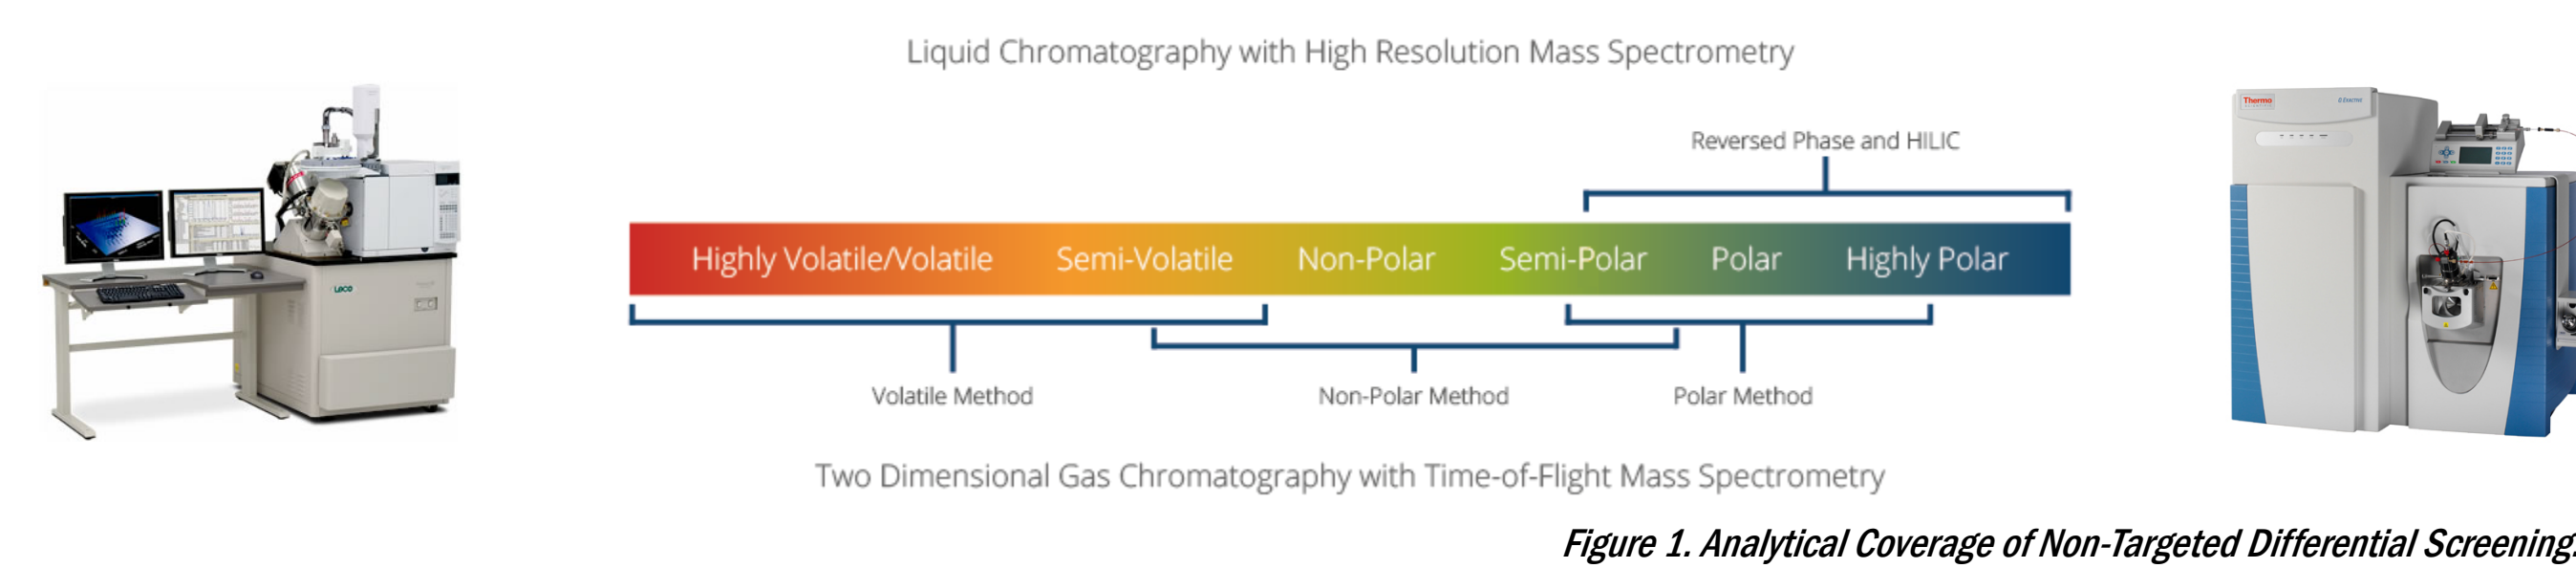 Liquid Chromatography with High Resolution Mass Spectrometry
Thermo
SCIENTIFIC
Q Exactive
Reversed Phase and HILIC
Highly Volatile/Volatile Semi-Volatile Non-Polar Semi-Polar Polar Highly Polar
LECO
Volatile Method Non-Polar Method Polar Method
Two Dimensional Gas Chromatography with Time-of-Flight Mass Spectrometry
Figure 1. Analytical Coverage of Non-Targeted Differential Screening.